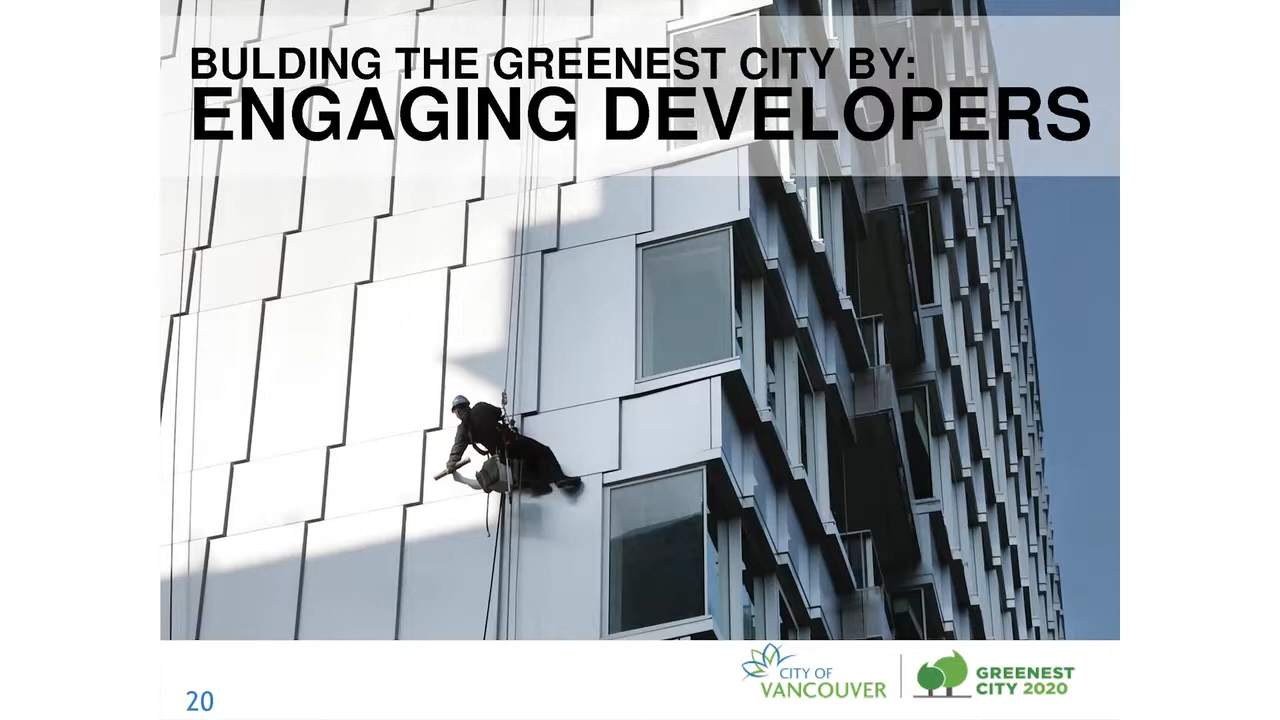 BULDING THE GREENEST CITY BY:
ENGAGING DEVELOPERS
CITY OF
VANCOUVER
GREENEST
CITY 2020
20